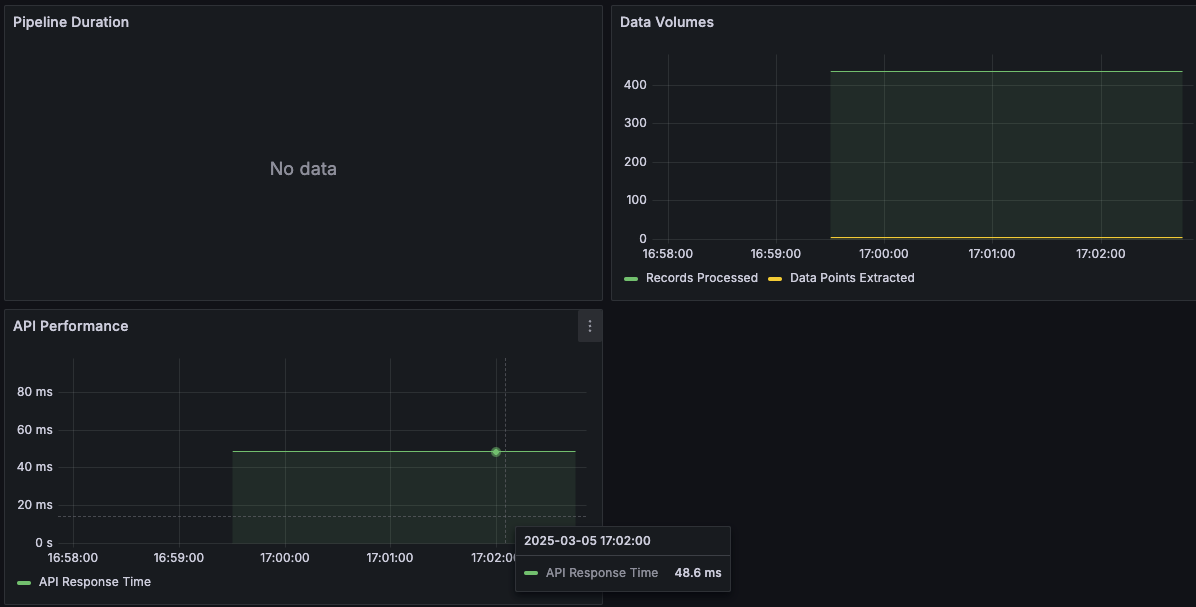 Pipeline Duration
No data
Data Volumes
400
300
200
100
0
16:58:00 16:59:00 17:00:00 17:01:00 17:02:00
Records Processed Data Points Extracted
API Performance
80 ms
60 ms
40 ms
20 ms
0 s
16:58:00 16:59:00 17:00:00 17:01:00 17:02:00
API Response Time
2025-03-05 17:02:00
API Response Time 48.6 ms